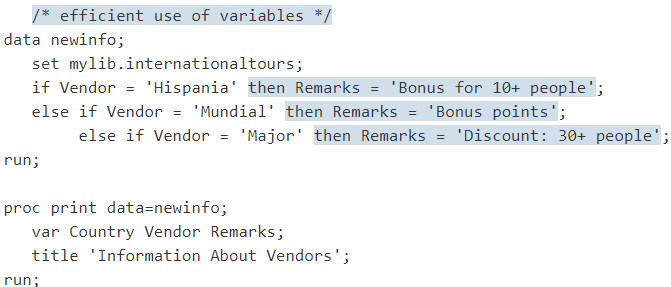 /* efficient use of variables */
data newinfo;
set mylib.internationaltours;
if Vendor = 'Hispania' then Remarks = 'Bonus for 10+ people';
else if Vendor = 'Mundial' then Remarks = 'Bonus points';
else if Vendor = 'Major' then Remarks = 'Discount: 30+ people';
run;
proc print data=newinfo;
var Country Vendor Remarks;
title 'Information About Vendors';
run;